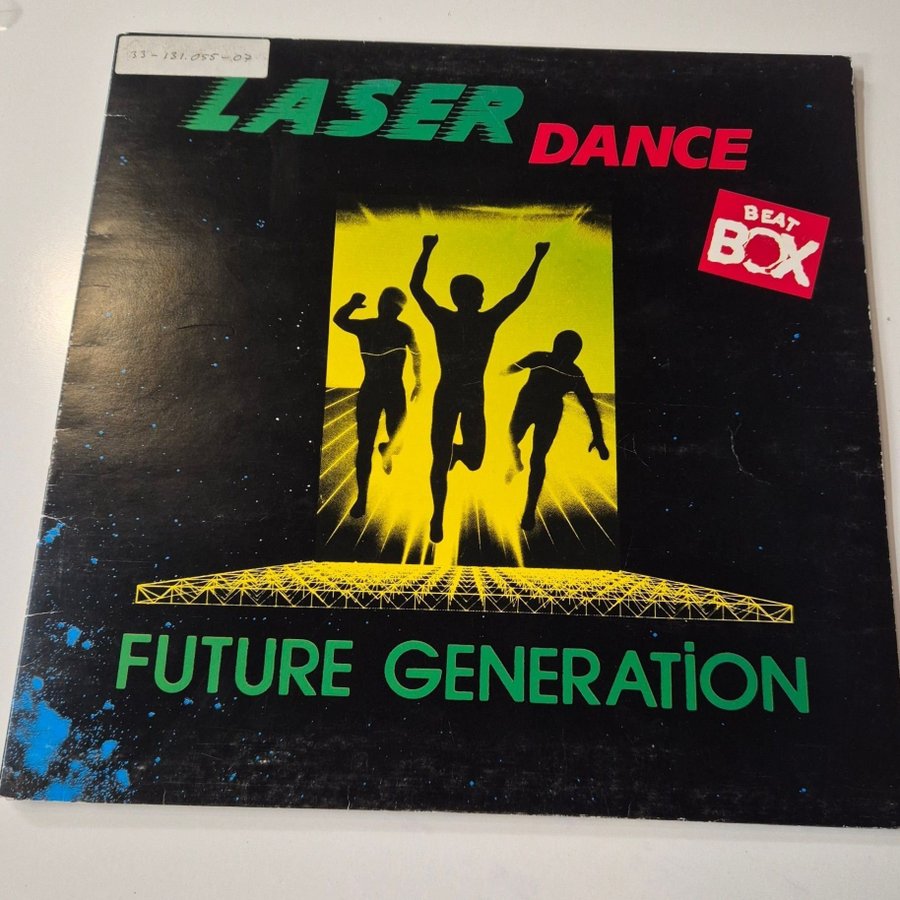 33-131.055-07
LASER
DANCE
BEAT
BOX
FUTURE GENERATiON